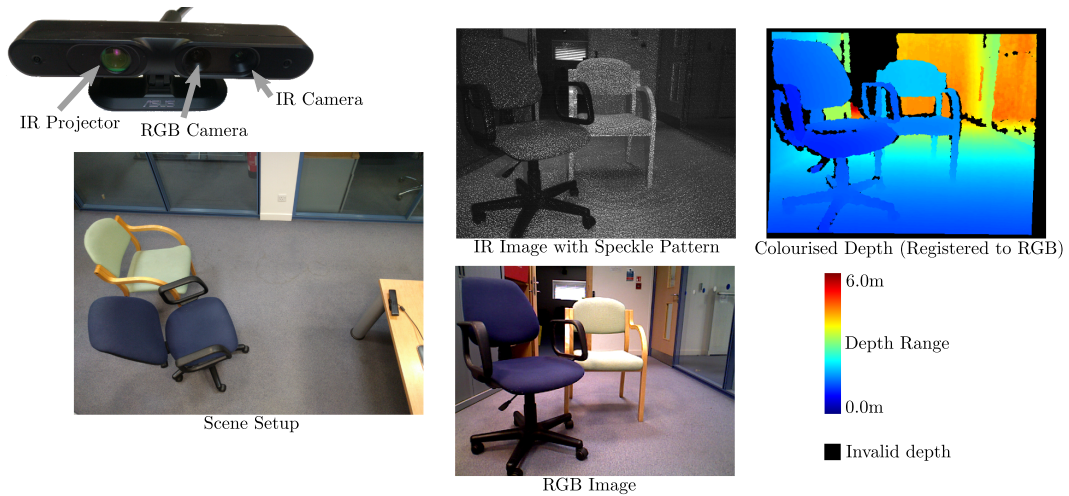 IR Projector
RGB Camera
IR Camera
Scene Setup
IR Image with Speckle Pattern
RGB Image
Colourised Depth (Registered to RGB)
6.0m
Depth Range
0.0m
Invalid depth